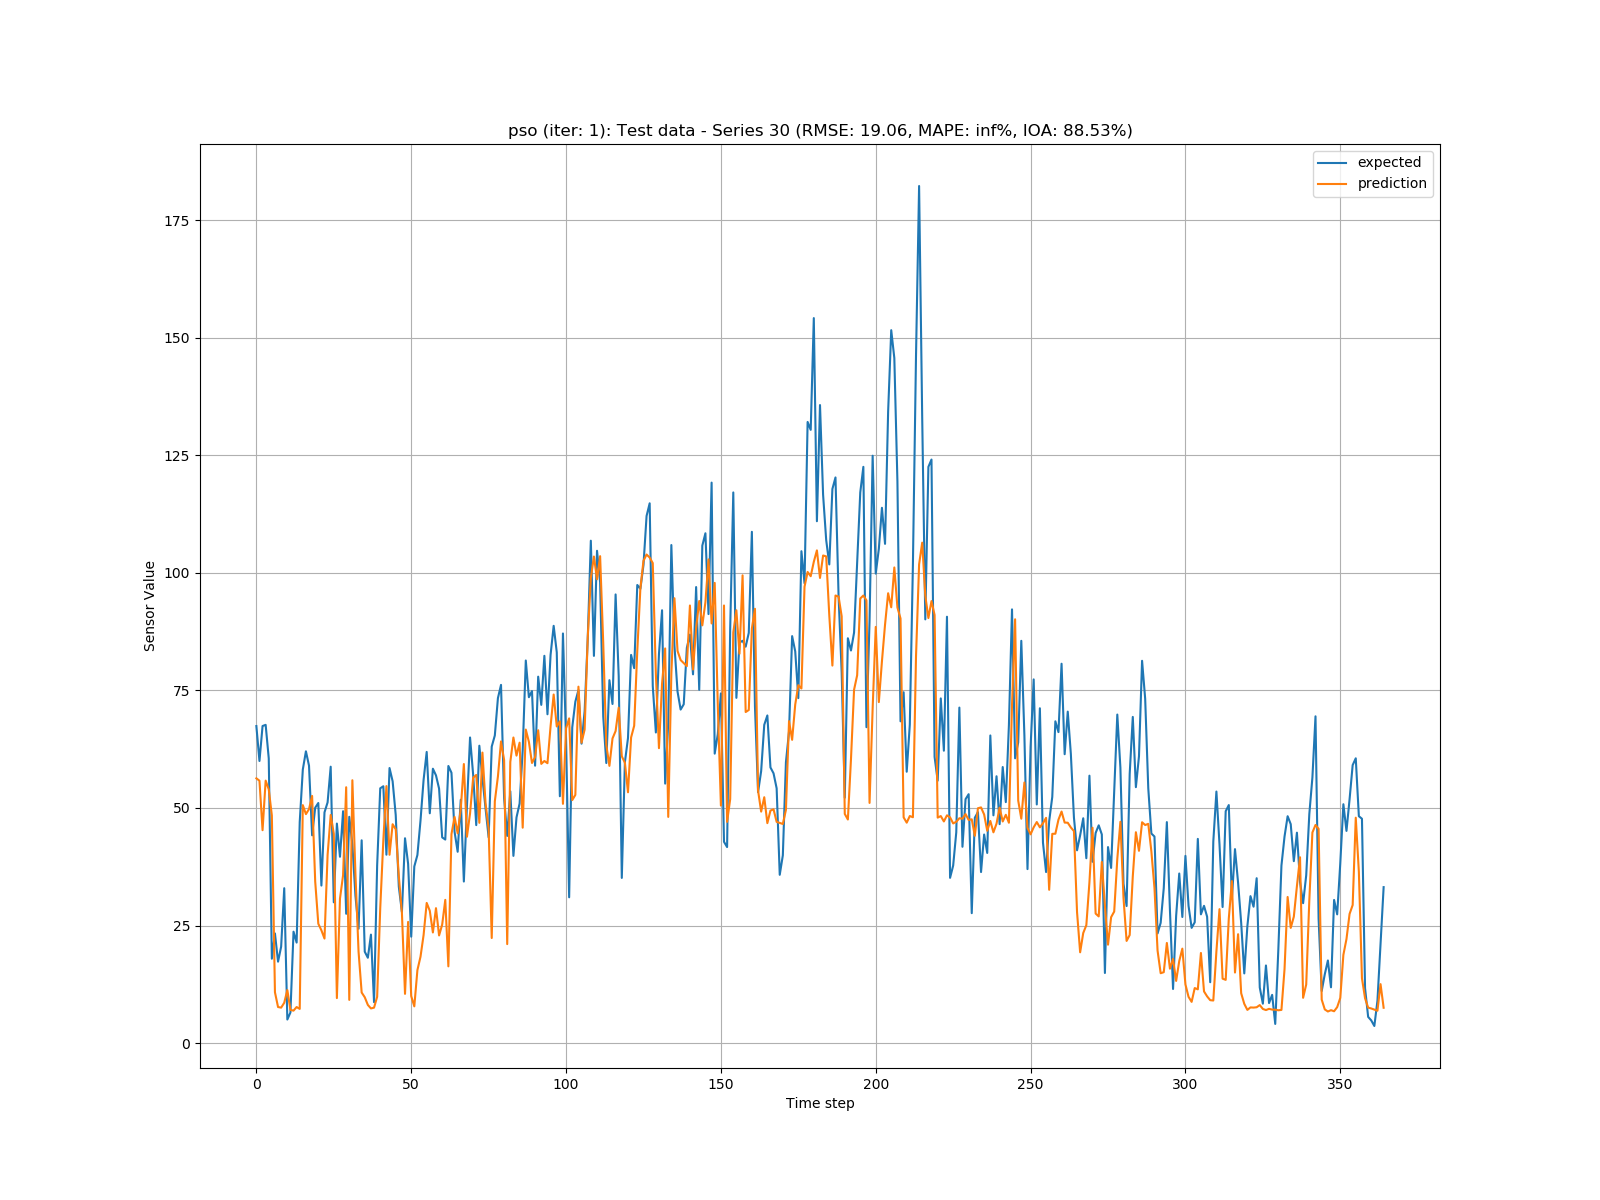 pso (iter: 1): Test data - Series 30 (RMSE: 19.06, MAPE: inf%, IOA: 88.53%)
expected
prediction
175
150
125
100
75
50
25
0
Sensor Value
0 50 100 150 200 250 300 350
Time step